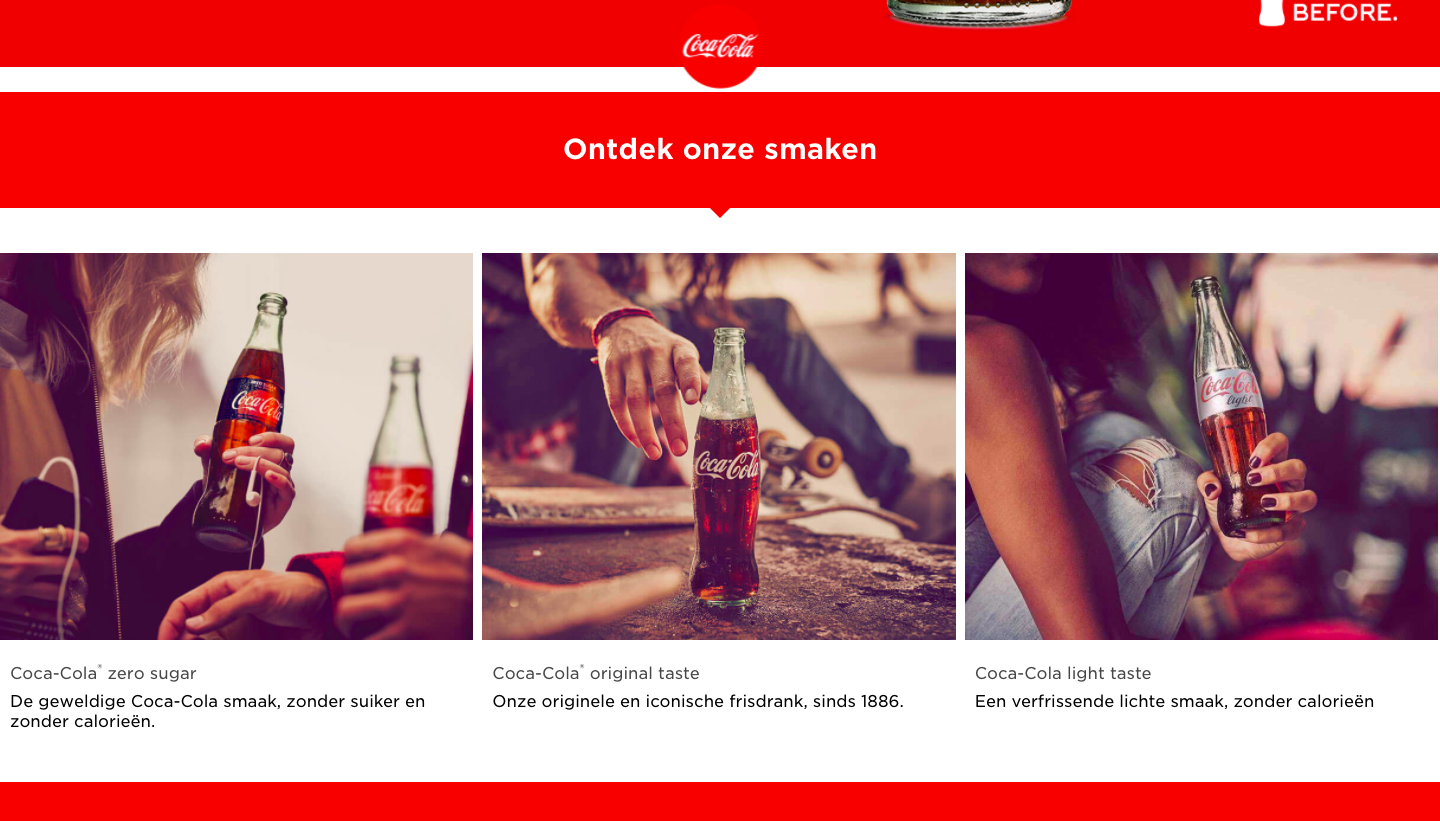 BEFORE.
Coca-Cola
Ontdek onze smaken
Coca-Cola
Coca-Cola
Coca-Cola
Coca-Cola
light
Coca-Cola® zero sugar
De geweldige Coca-Cola smaak, zonder suiker en
zonder calorieën.
Coca-Cola® original taste
Onze originele en iconische frisdrank, sinds 1886.
Coca-Cola light taste
Een verfrissende lichte smaak, zonder calorieën